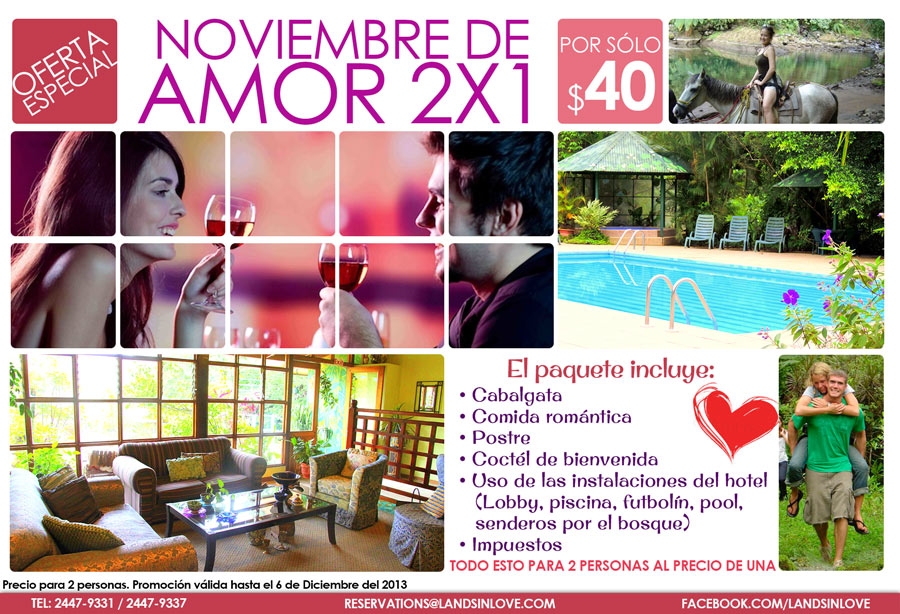 OFERTA
ESPECIAL
NOVIEMBRE DE
AMOR 2X1
POR SÓLO
$40
El paquete incluye:
• Cabalgata
• Comida romántica
• Postre
• Coctél de bienvenida
• Uso de las instalaciones del hotel
(Lobby, piscina, futbolín, pool,
senderos por el bosque)
• Impuestos
TODO ESTO PARA 2 PERSONAS AL PRECIO DE UNA
Precio para 2 personas. Promoción válida hasta el 6 de Diciembre del 2013
TEL: 2447-9331 / 2447-9337
RESERVATIONS@LANDSINLOVE.COM
FACEBOOK.COM/LANDSINLOVE